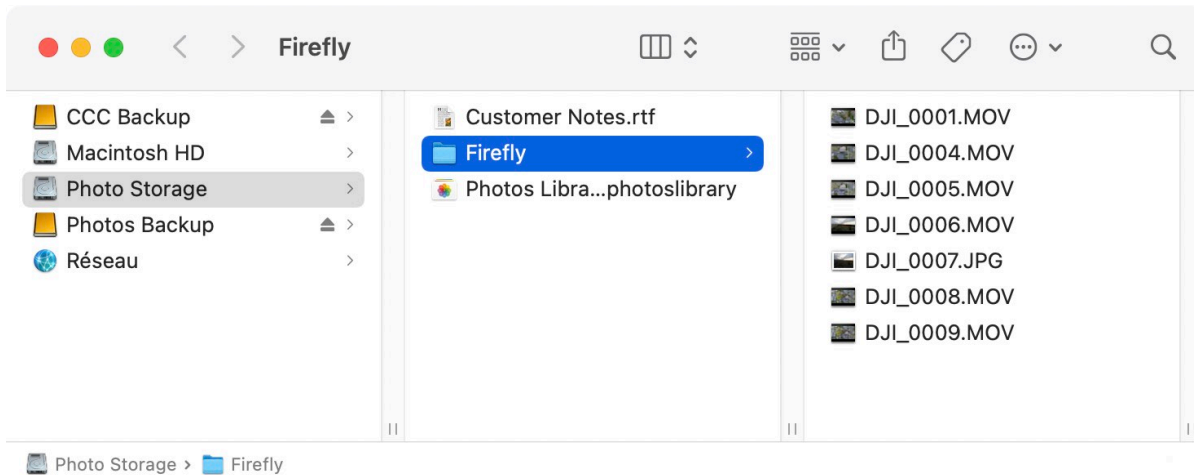 Firefly
CCC Backup
Macintosh HD
Photo Storage
Photos Backup
Réseau
Customer Notes.rtf
Firefly
Photos Libra...photoslibrary
DJI_0001.MOV
DJI_0004.MOV
DJI_0005.MOV
DJI_0006.MOV
DJI_0007.JPG
DJI_0008.MOV
DJI_0009.MOV
Photo Storage › Firefly